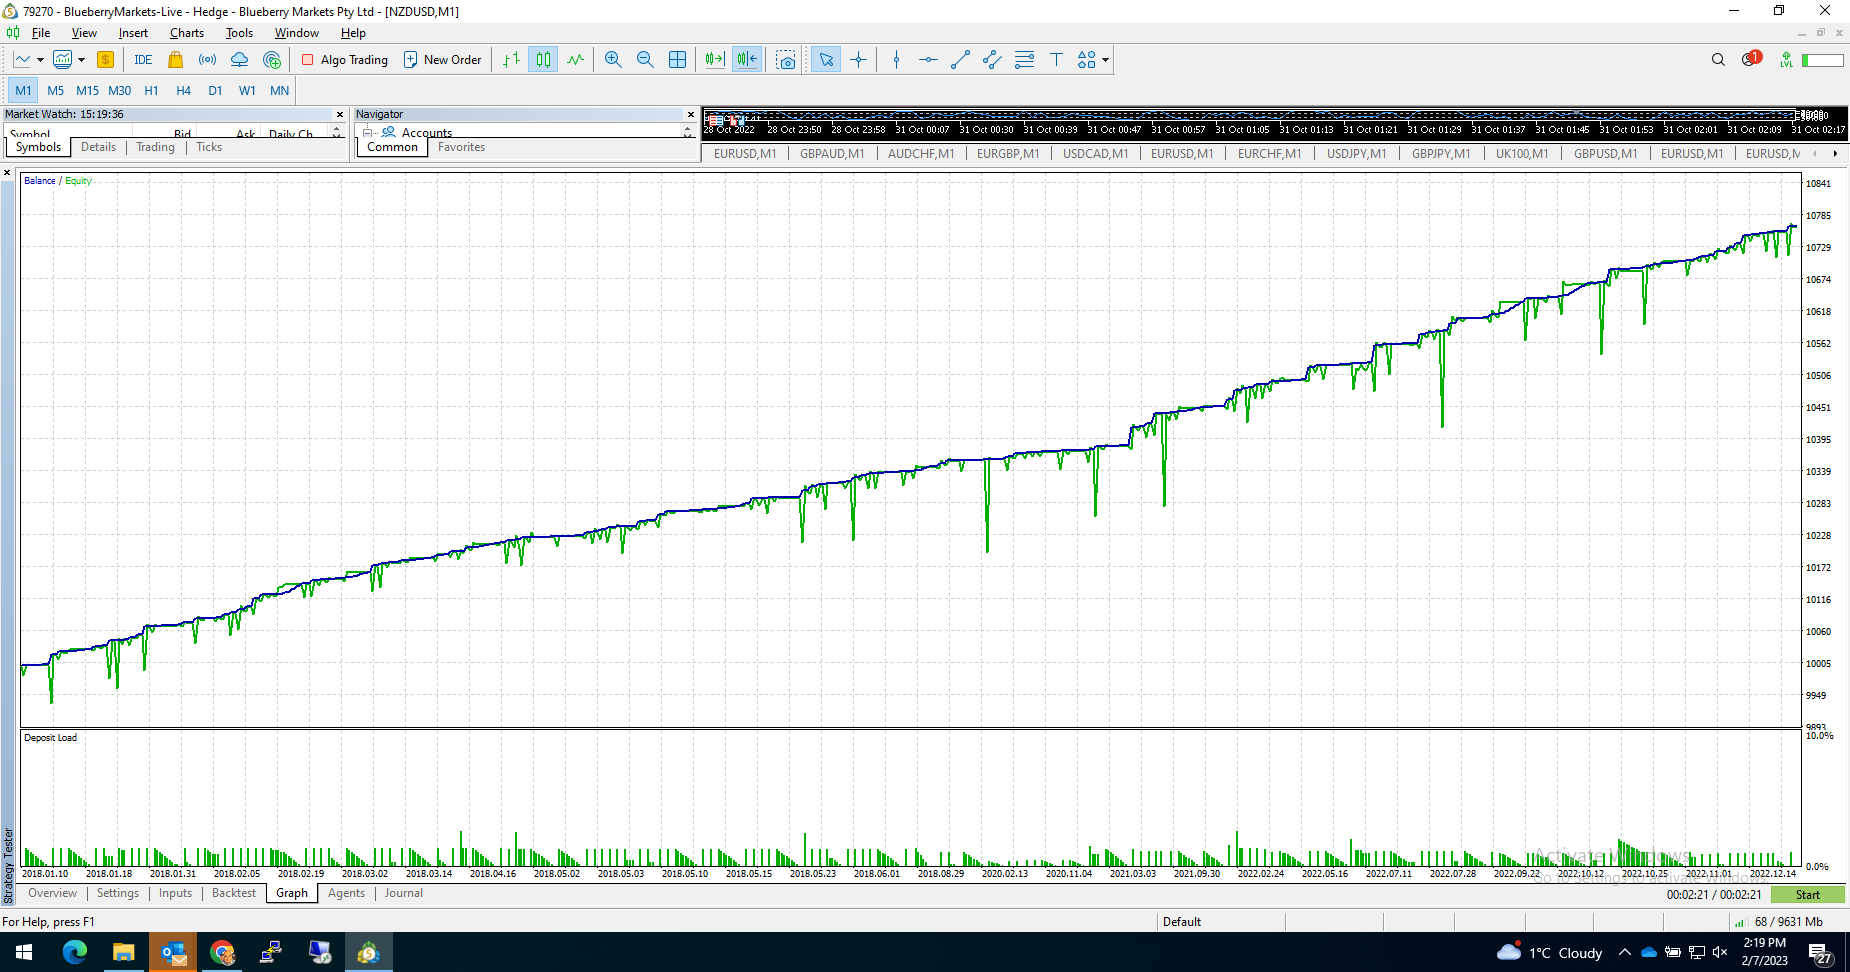 79270 - BlueberryMarkets-Live - Hedge - Blueberry Markets Pty Ltd - [NZDUSD,M1]
File View Insert Charts Tools Window Help
IDE Algo Trading New Order 1 LVL
M1 M5 M15 M30 H1 H4 D1 W1 MN
Market Watch: 15:19:36
Symbol Bid Ask Daily Ch...
Symbols Details Trading Ticks
Navigator
Accounts
Common Favorites
28 Oct 2022 28 Oct 23:50 28 Oct 23:58 31 Oct 00:07 31 Oct 00:30 31 Oct 00:39 31 Oct 00:47 31 Oct 00:57 31 Oct 01:05 31 Oct 01:13 31 Oct 01:21 31 Oct 01:29 31 Oct 01:37 31 Oct 01:45 31 Oct 01:53 31 Oct 02:01 31 Oct 02:09 31 Oct 02:17
EURUSD,M1 GBPAUD,M1 AUDCHF,M1 EURGBP,M1 USDCAD,M1 EURUSD,M1 EURCHF,M1 USDJPY,M1 GBPJPY,M1 UK100,M1 GBPUSD,M1 EURUSD,M1 EURUSD,M
Balance / Equity
10841
10785
10729
10674
10618
10562
10506
10451
10395
10339
10283
10228
10172
10116
10060
10005
9949
9893
Deposit Load
10.0%
0.0%
2018.01.10 2018.01.18 2018.01.31 2018.02.05 2018.02.19 2018.03.02 2018.03.14 2018.04.16 2018.05.02 2018.05.03 2018.05.10 2018.05.15 2018.05.23 2018.06.01 2018.08.29 2020.02.13 2020.11.04 2021.03.03 2021.09.30 2022.02.24 2022.05.16 2022.07.11 2022.07.28 2022.09.22 2022.10.12 2022.10.25 2022.11.01 2022.12.14
Activate Windows
Go to Settings to activate Windows.
Strategy Tester
Overview Settings Inputs Backtest Graph Agents Journal
00:02:21 / 00:02:21 Start
For Help, press F1 Default 68 / 9631 Mb
1°C Cloudy
2:19 PM
2/7/2023
27